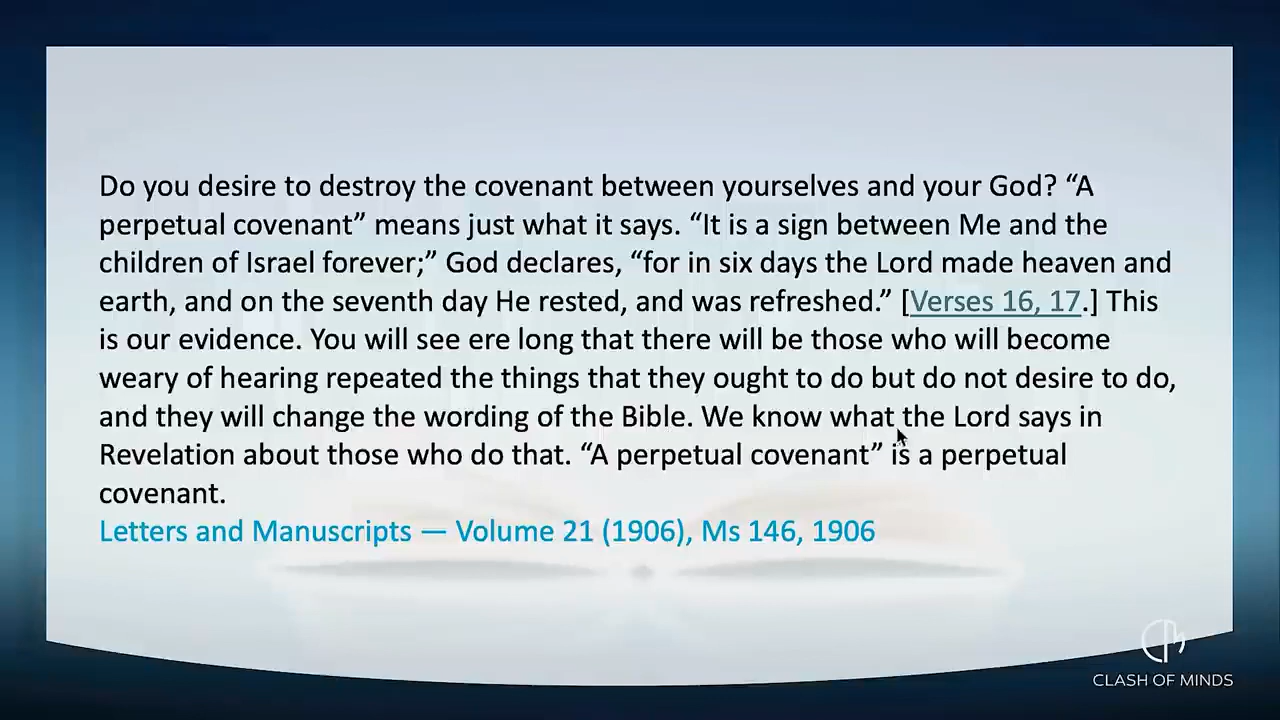 Do you desire to destroy the covenant between yourselves and your God? “A
perpetual covenant” means just what it says. “It is a sign between Me and the
children of Israel forever;” God declares, “for in six days the Lord made heaven and
earth, and on the seventh day He rested, and was refreshed.” [Verses 16, 17.] This
is our evidence. You will see ere long that there will be those who will become
weary of hearing repeated the things that they ought to do but do not desire to do,
and they will change the wording of the Bible. We know what the Lord says in
Revelation about those who do that. “A perpetual covenant” is a perpetual
covenant.
Letters and Manuscripts — Volume 21 (1906), Ms 146, 1906
CLASH OF MINDS